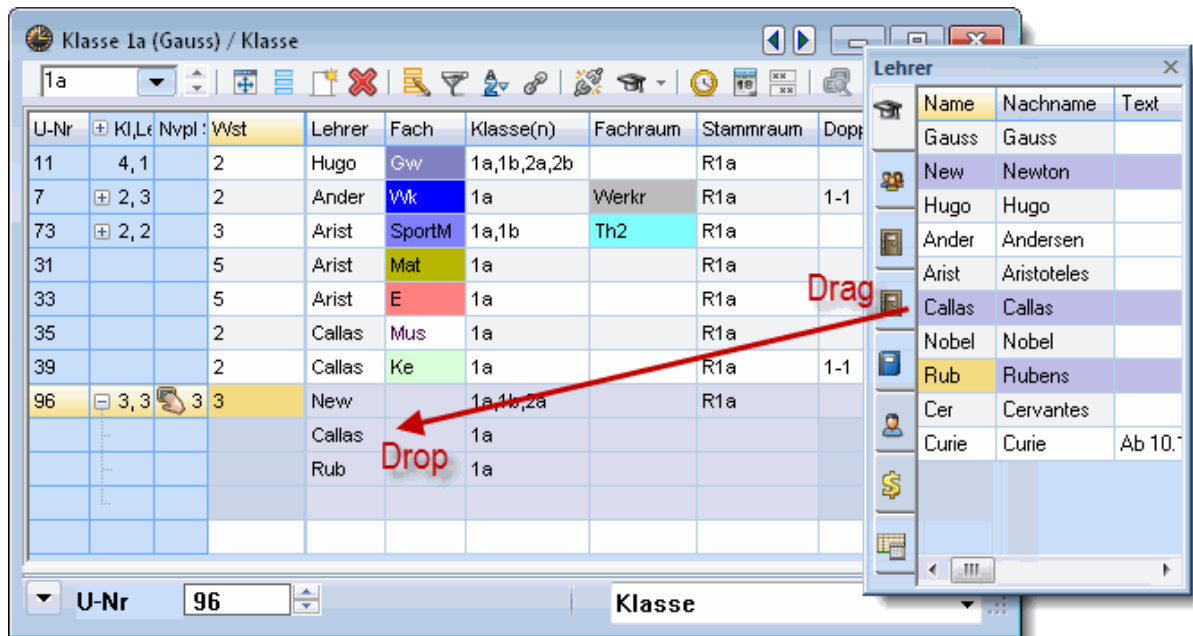 Klasse 1a (Gauss) / Klasse
1a
U-Nr Kl,Le Nvpl Wst Lehrer Fach Klasse(n) Fachraum Stammraum Dopp
11 4, 1 2 Hugo Gw 1a,1b,2a,2b R1a
7 2, 3 2 Ander Wk 1a Werkr R1a 1-1
73 2, 2 3 Arist SportM 1a,1b Th2 R1a
31 5 Arist Mat 1a R1a
33 5 Arist E 1a R1a
35 2 Callas Mus 1a R1a
39 2 Callas Ke 1a R1a 1-1
96 3, 3 3 3 New 1a,1b,2a R1a
Callas 1a
Rub 1a
Drag
Drop
U-Nr 96 Klasse
Lehrer
Name Nachname Text
Gauss Gauss
New Newton
Hugo Hugo
Ander Andersen
Arist Aristoteles
Callas Callas
Nobel Nobel
Rub Rubens
Cer Cervantes
Curie Curie Ab 10.